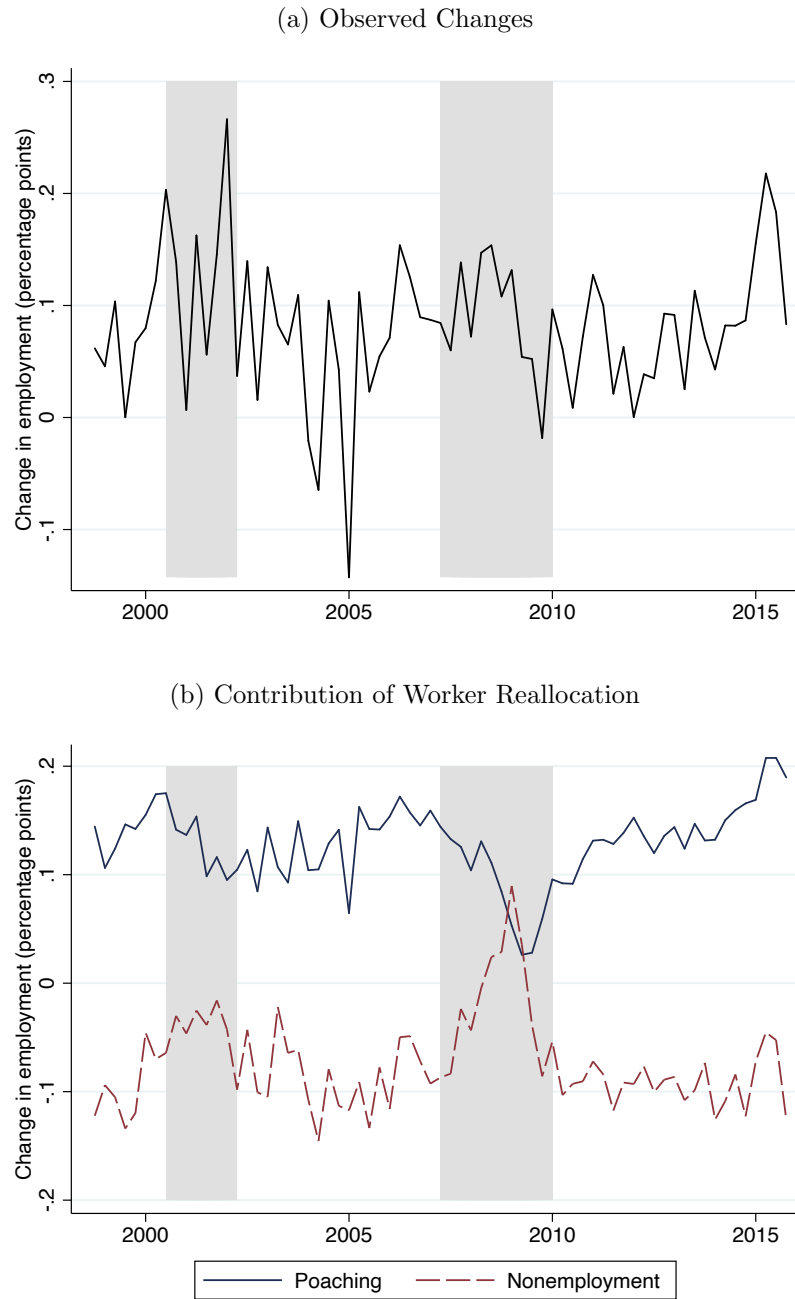 (a) Observed Changes
Change in employment (percentage points)
.3
.2
.1
0
-.1
2000 2005 2010 2015
(b) Contribution of Worker Reallocation
Change in employment (percentage points)
.2
.1
0
-.1
-.2
2000 2005 2010 2015
Poaching Nonemployment